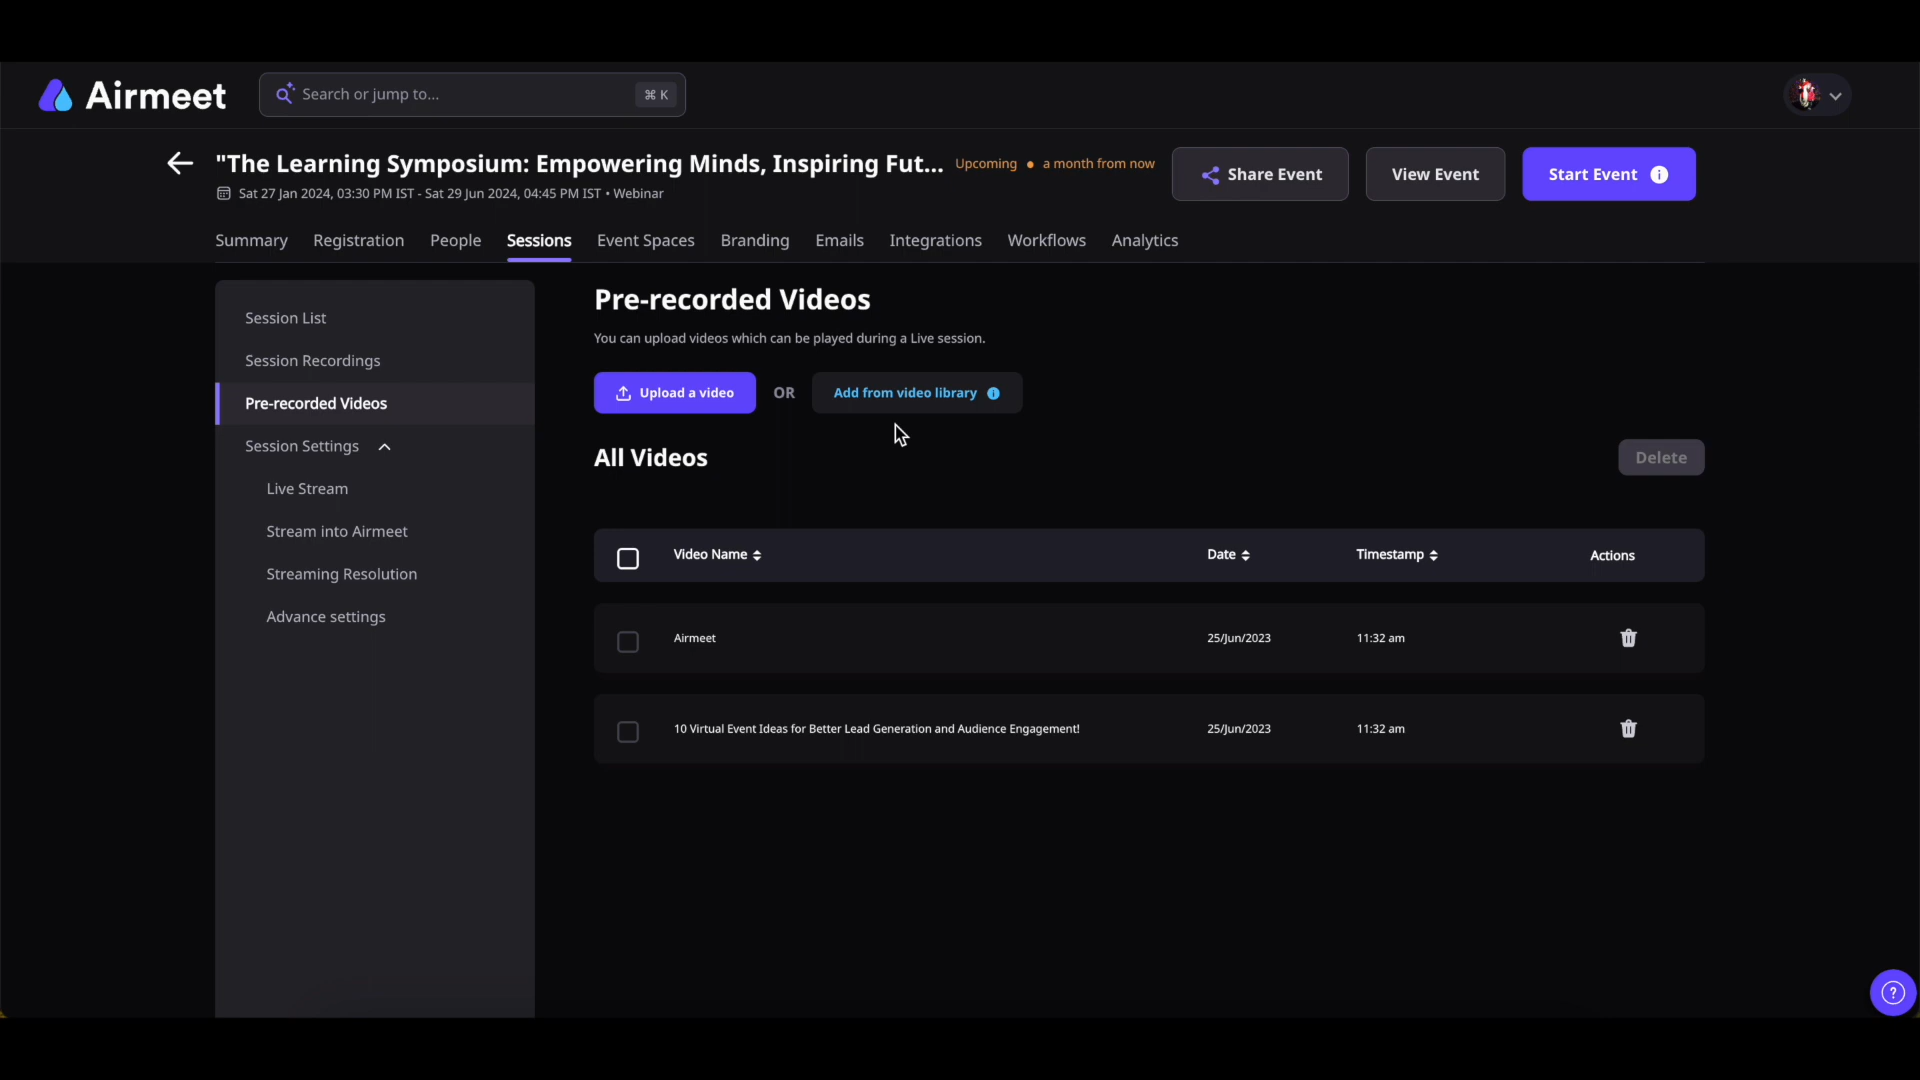 Airmeet
Search or jump to...
⌘ K
"The Learning Symposium: Empowering Minds, Inspiring Fut...
Upcoming • a month from now
Sat 27 Jan 2024, 03:30 PM IST - Sat 29 Jun 2024, 04:45 PM IST • Webinar
Share Event
View Event
Start Event
Summary
Registration
People
Sessions
Event Spaces
Branding
Emails
Integrations
Workflows
Analytics
Session List
Session Recordings
Pre-recorded Videos
Session Settings
Live Stream
Stream into Airmeet
Streaming Resolution
Advance settings
Pre-recorded Videos
You can upload videos which can be played during a Live session.
Upload a video
OR
Add from video library
All Videos
Delete
Video Name
Date
Timestamp
Actions
Airmeet
25/Jun/2023
11:32 am
10 Virtual Event Ideas for Better Lead Generation and Audience Engagement!
25/Jun/2023
11:32 am